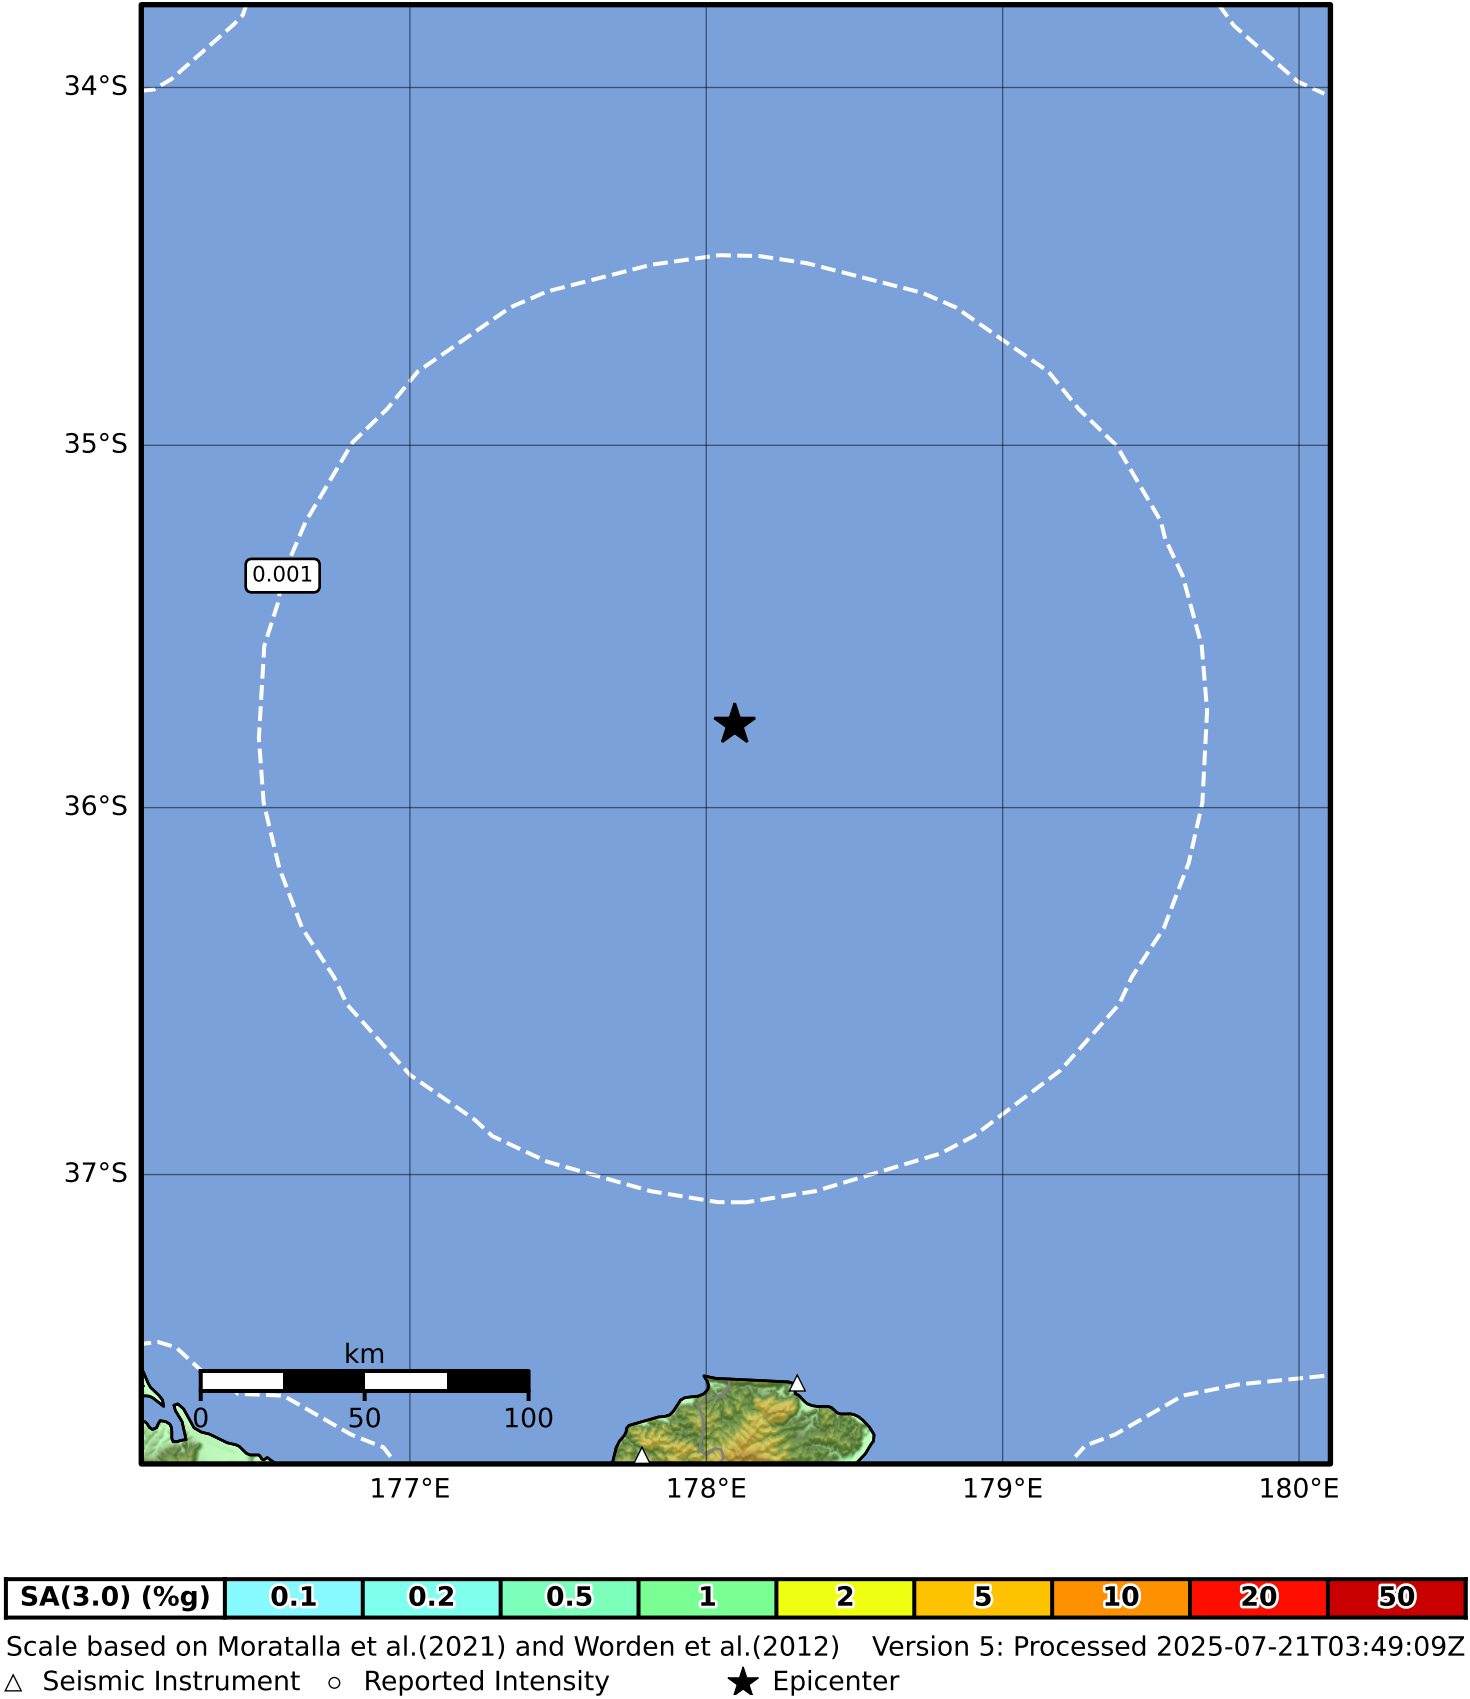 34°S
35°S
0.001
36°S
37°S
km
0 50 100
177°E 178°E 179°E 180°E
SA(3.0) (%g) 0.1 0.2 0.5 1 2 5 10 20 50
Scale based on Moratalla et al.(2021) and Worden et al.(2012) Version 5: Processed 2025-07-21T03:49:09Z
Seismic Instrument Reported Intensity Epicenter